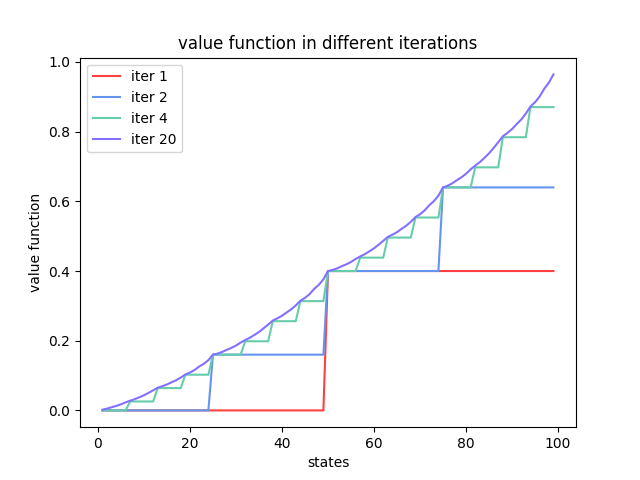 value function in different iterations
value function
1.0
0.8
0.6
0.4
0.2
0.0
iter 1
iter 2
iter 4
iter 20
0
20
40
60
80
100
states